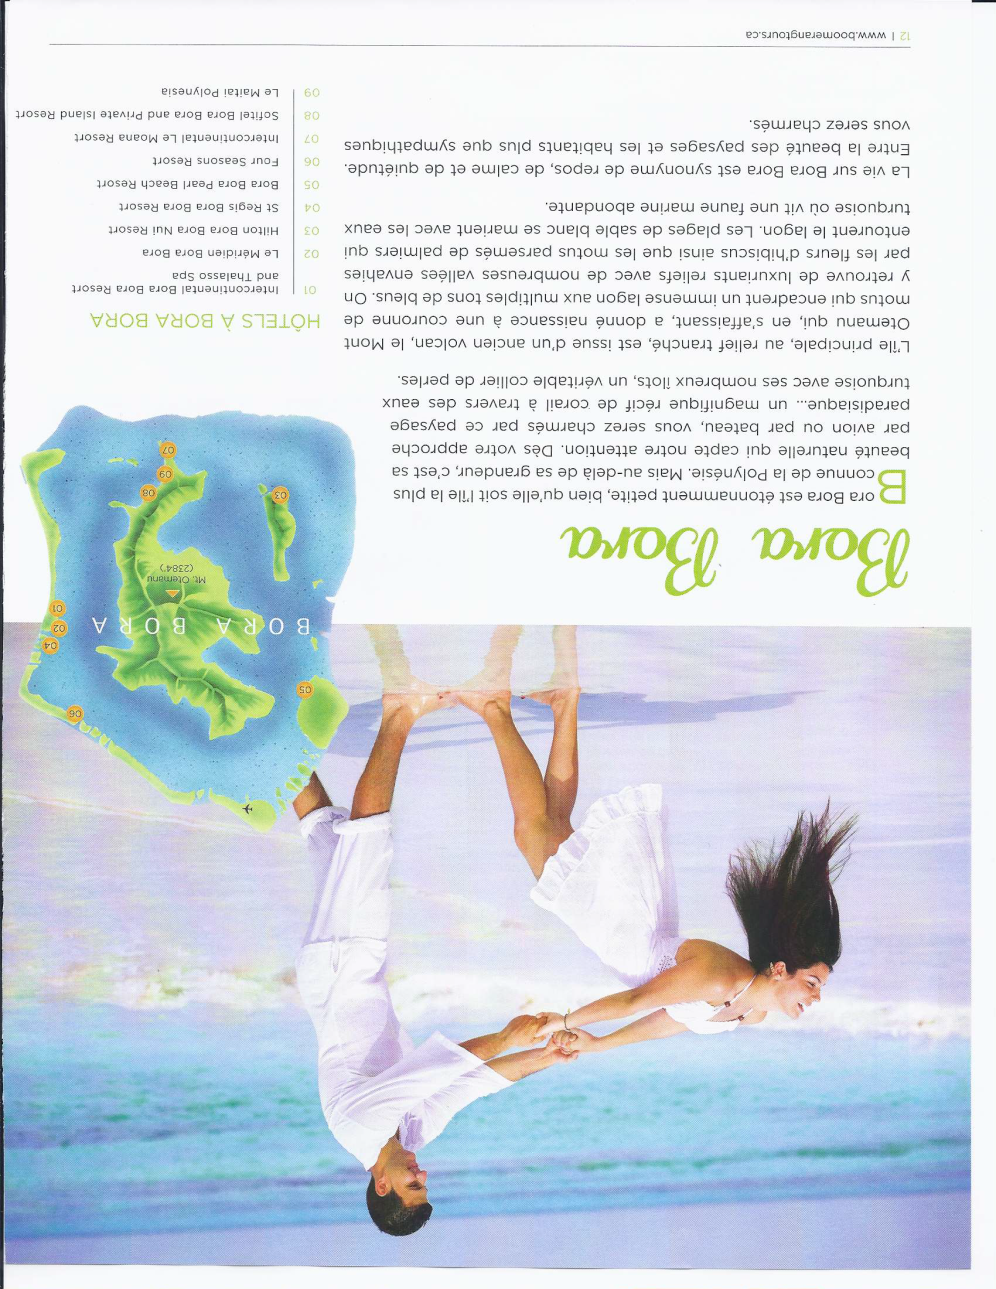 BORA BORA
Mt. Otemanu
(2384')
06
05
04
02
01
03
08
09
07
Bora Bora
Bora Bora est étonnamment petite, bien qu'elle soit l'île la plus
connue de la Polynésie. Mais au-delà de sa grandeur, c'est sa
beauté naturelle qui capte notre attention. Dès votre approche
par avion ou par bateau, vous serez charmés par ce paysage
paradisiaque... un magnifique récif de corail à travers des eaux
turquoise avec ses nombreux îlots, un véritable collier de perles.
L'île principale, au relief tranché, est issue d'un ancien volcan, le Mont
Otemanu qui, en s'affaissant, a donné naissance à une couronne de
motus qui encadrent un immense lagon aux multiples tons de bleus. On
y retrouve de luxuriants reliefs avec de nombreuses vallées envahies
par les fleurs d'hibiscus ainsi que les motus parsemés de palmiers qui
entourent le lagon. Les plages de sable blanc se marient avec les eaux
turquoise où vit une faune marine abondante.
La vie sur Bora Bora est synonyme de repos, de calme et de quiétude.
Entre la beauté des paysages et les habitants plus que sympathiques
vous serez charmés.
HÔTELS À BORA BORA
01 Intercontinental Bora Bora Resort
and Thalasso Spa
02 Le Méridien Bora Bora
03 Hilton Bora Bora Nui Resort
04 St Regis Bora Bora Resort
05 Bora Bora Pearl Beach Resort
06 Four Seasons Resort
07 Intercontinental Le Moana Resort
08 Sofitel Bora Bora and Private Island Resort
09 Le Maitai Polynesia
12 | www.boomerangtours.ca